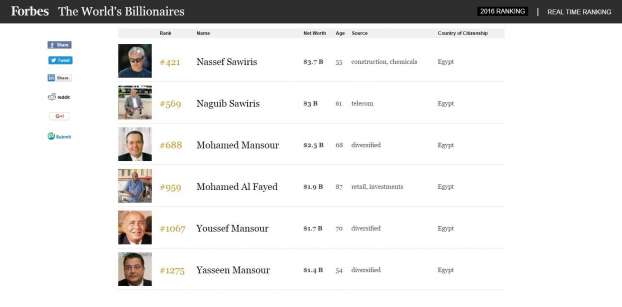 Forbes The World's Billionaires 2016 RANKING | REAL TIME RANKING
Rank Name Net Worth Age Source Country of Citizenship
Share
Tweet
Share
reddit
G+1
Submit
#421 Nassef Sawiris $3.7 B 55 construction, chemicals Egypt
#569 Naguib Sawiris $3 B 61 telecom Egypt
#688 Mohamed Mansour $2.5 B 68 diversified Egypt
#959 Mohamed Al Fayed $1.9 B 87 retail, investments Egypt
#1067 Youssef Mansour $1.7 B 70 diversified Egypt
#1275 Yasseen Mansour $1.4 B 54 diversified Egypt